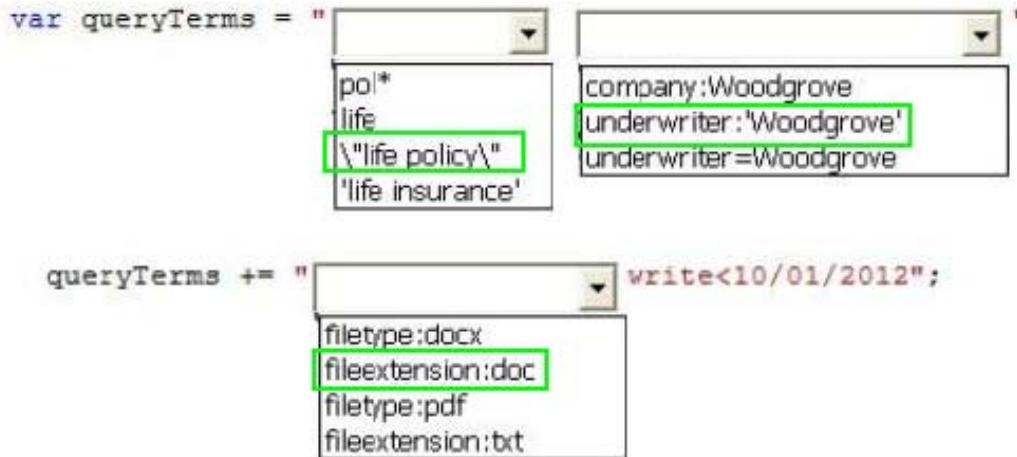 var queryTerms = " "
pol*
life
\"life policy\"
'life insurance'
company:Woodgrove
underwriter:'Woodgrove'
underwriter=Woodgrove
queryTerms += " write<10/01/2012";
filetype:docx
fileextension:doc
filetype:pdf
fileextension:txt